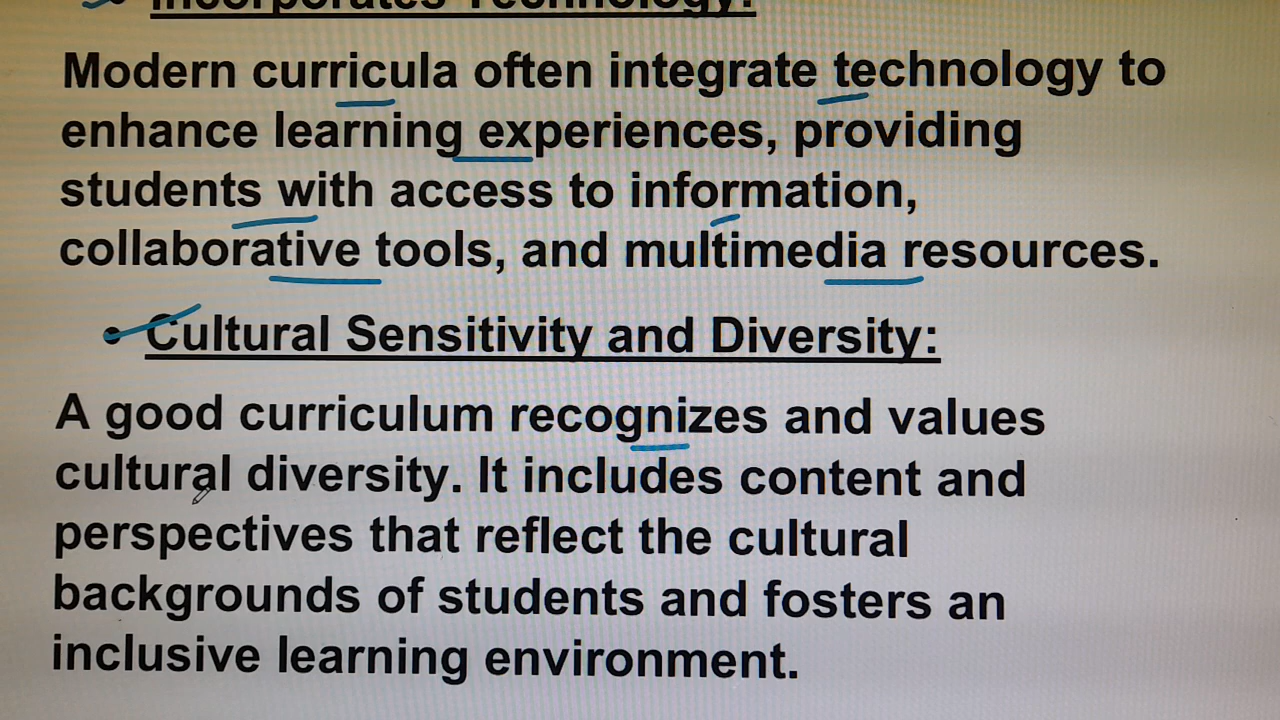 Incorporates Technology:
Modern curricula often integrate technology to
enhance learning experiences, providing
students with access to information,
collaborative tools, and multimedia resources.
• Cultural Sensitivity and Diversity:
A good curriculum recognizes and values
cultural diversity. It includes content and
perspectives that reflect the cultural
backgrounds of students and fosters an
inclusive learning environment.